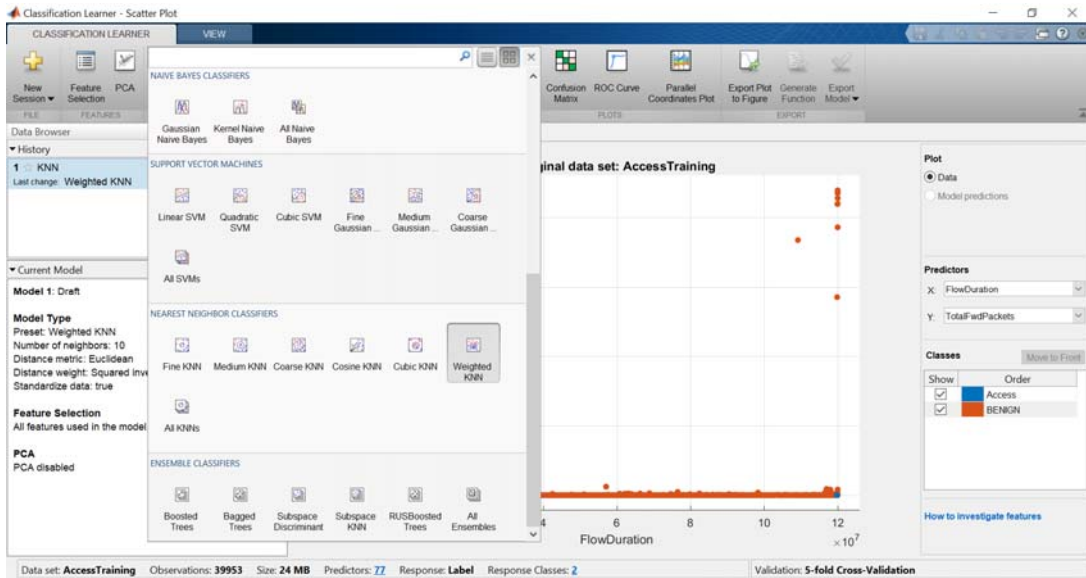 Classification Learner - Scatter Plot
CLASSIFICATION LEARNER VIEW
New Session
Feature Selection
PCA
Confusion Matrix
ROC Curve
Parallel Coordinates Plot
Export Plot to Figure
Generate Function
Export Model
FILE FEATURES PLOTS EXPORT
Data Browser
History
1 KNN
Last change: Weighted KNN
Current Model
Model 1: Draft
Model Type
Preset: Weighted KNN
Number of neighbors: 10
Distance metric: Euclidean
Distance weight: Squared inve
Standardize data: true
Feature Selection
All features used in the model
PCA
PCA disabled
NAIVE BAYES CLASSIFIERS
Gaussian Naive Bayes
Kernel Naive Bayes
All Naive Bayes
SUPPORT VECTOR MACHINES
Linear SVM
Quadratic SVM
Cubic SVM
Fine Gaussian ...
Medium Gaussian ...
Coarse Gaussian ...
All SVMs
NEAREST NEIGHBOR CLASSIFIERS
Fine KNN
Medium KNN
Coarse KNN
Cosine KNN
Cubic KNN
Weighted KNN
All KNNs
ENSEMBLE CLASSIFIERS
Boosted Trees
Bagged Trees
Subspace Discriminant
Subspace KNN
RUSBoosted Trees
All Ensembles
ginal data set: AccessTraining
4 6 8 10 12
FlowDuration ×10^7
Plot
Data
Model predictions
Predictors
X: FlowDuration
Y: TotalFwdPackets
Classes Move to Front
Show Order
Access
BENIGN
How to investigate features
Data set: AccessTraining Observations: 39953 Size: 24 MB Predictors: 77 Response: Label Response Classes: 2 Validation: 5-fold Cross-Validation